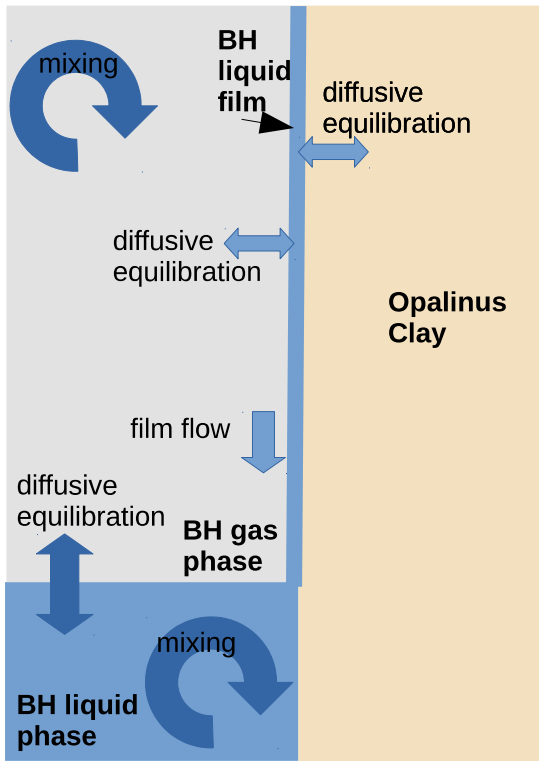 mixing
BH
liquid
film
diffusive
equilibration
diffusive
equilibration
Opalinus
Clay
film flow
diffusive
equilibration
BH gas
phase
mixing
BH liquid
phase